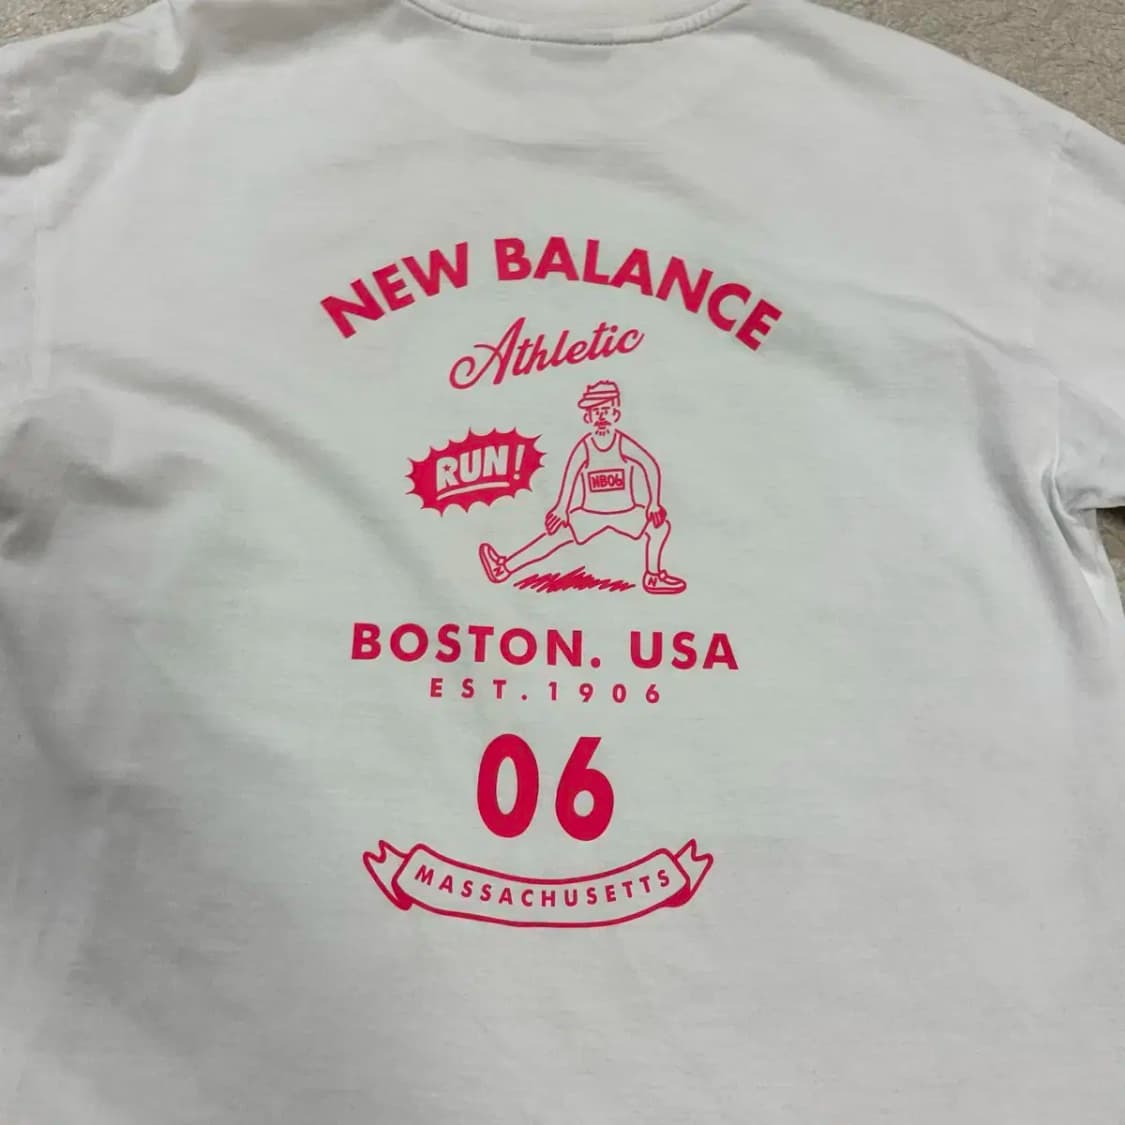 NEW BALANCE
Athletic
RUN!
NB06
N
N
BOSTON. USA
EST. 1906
06
MASSACHUSETTS